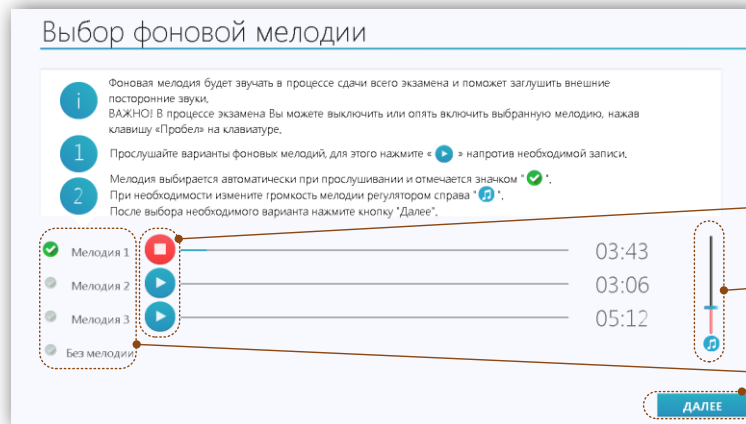 Выбор фоновой мелодии
i
Фоновая мелодия будет звучать в процессе сдачи всего экзамена и поможет заглушить внешние
посторонние звуки.
ВАЖНО! В процессе экзамена Вы можете выключить или опять включить выбранную мелодию, нажав
клавишу «Пробел» на клавиатуре.
1
Прослушайте варианты фоновых мелодий, для этого нажмите « » напротив необходимой записи.
2
Мелодия выбирается автоматически при прослушивании и отмечается значком " ".
При необходимости измените громкость мелодии регулятором справа " ".
После выбора необходимого варианта нажмите кнопку "Далее".
Мелодия 1 03:43
Мелодия 2 03:06
Мелодия 3 05:12
Без мелодии
ДАЛЕЕ